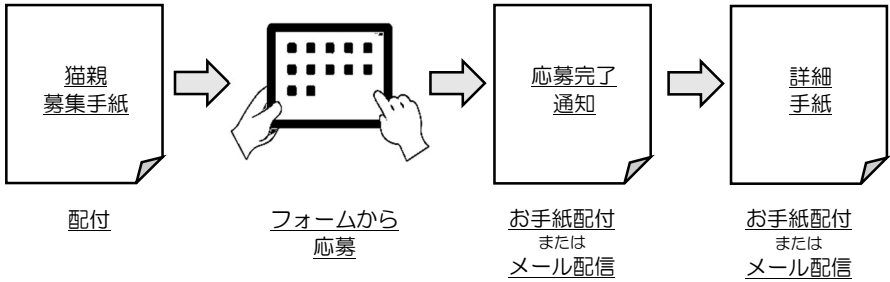 猫親
募集手紙
応募完了
通知
詳細
手紙
配付
フォームから
応募
お手紙配付
または
メール配信
お手紙配付
または
メール配信